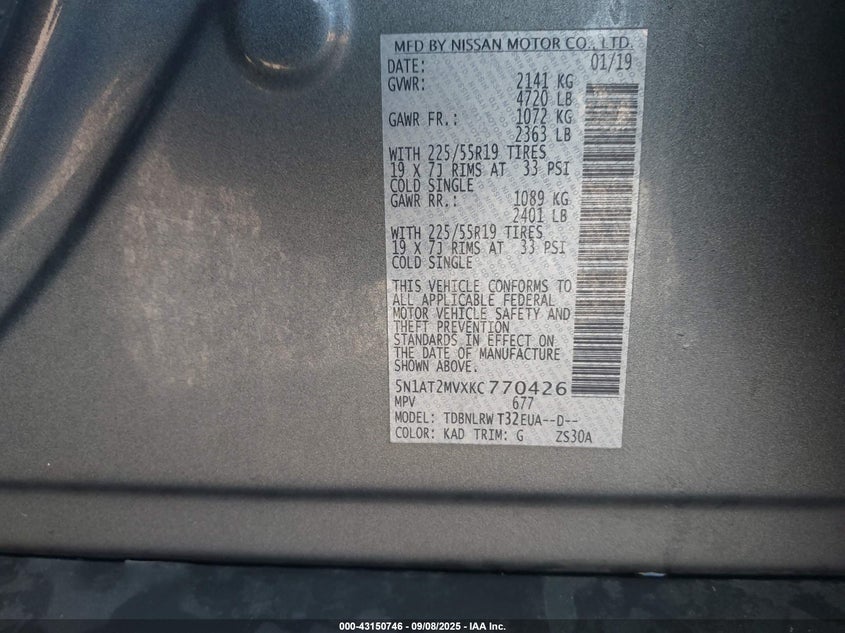 MFD BY NISSAN MOTOR CO., LTD.
DATE: 01/19
GVWR: 2141 KG
4720 LB
GAWR FR.: 1072 KG
2363 LB
WITH 225/55R19 TIRES
19 X 7J RIMS AT 33 PSI
COLD SINGLE
GAWR RR.: 1089 KG
2401 LB
WITH 225/55R19 TIRES
19 X 7J RIMS AT 33 PSI
COLD SINGLE
THIS VEHICLE CONFORMS TO
ALL APPLICABLE FEDERAL
MOTOR VEHICLE SAFETY AND
THEFT PREVENTION
STANDARDS IN EFFECT ON
THE DATE OF MANUFACTURE
SHOWN ABOVE.
5N1AT2MVXKC770426
MPV 677
MODEL: TDBNLRW T32EUA--D--
COLOR: KAD TRIM: G ZS30A
000-43150746 - 09/08/2025 - IAA Inc.